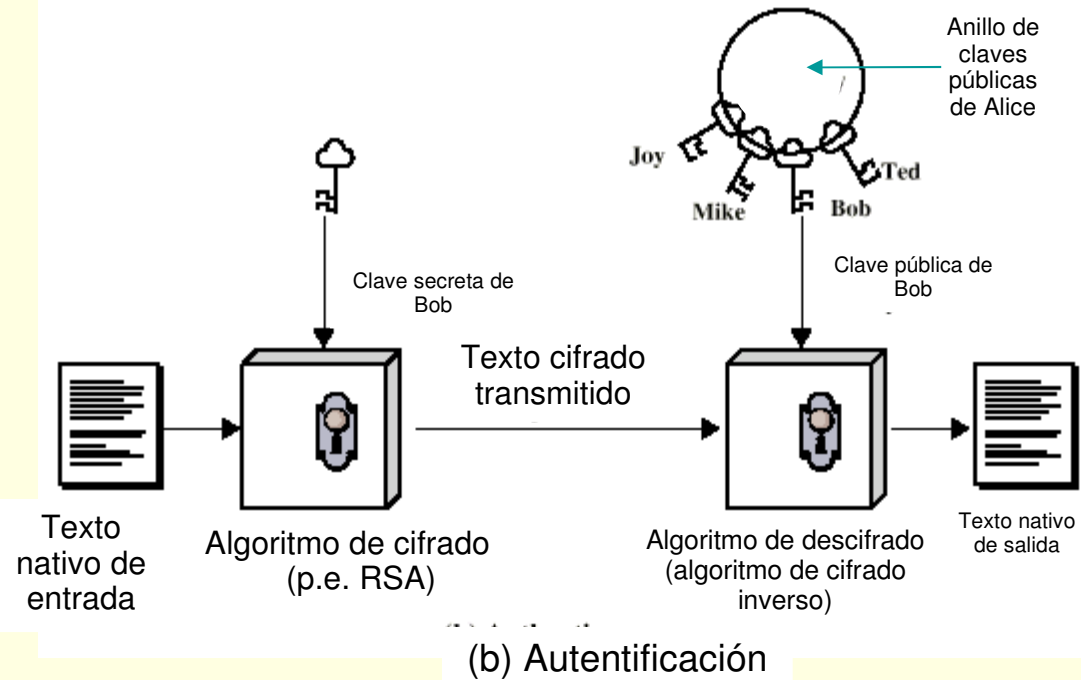 Anillo de
claves
públicas
de Alice
Joy
Mike
Bob
Ted
Clave secreta de
Bob
Clave pública de
Bob
Texto cifrado
transmitido
Texto
nativo de
entrada
Algoritmo de cifrado
(p.e. RSA)
Algoritmo de descifrado
(algoritmo de cifrado
inverso)
Texto nativo
de salida
(b) Autentificación